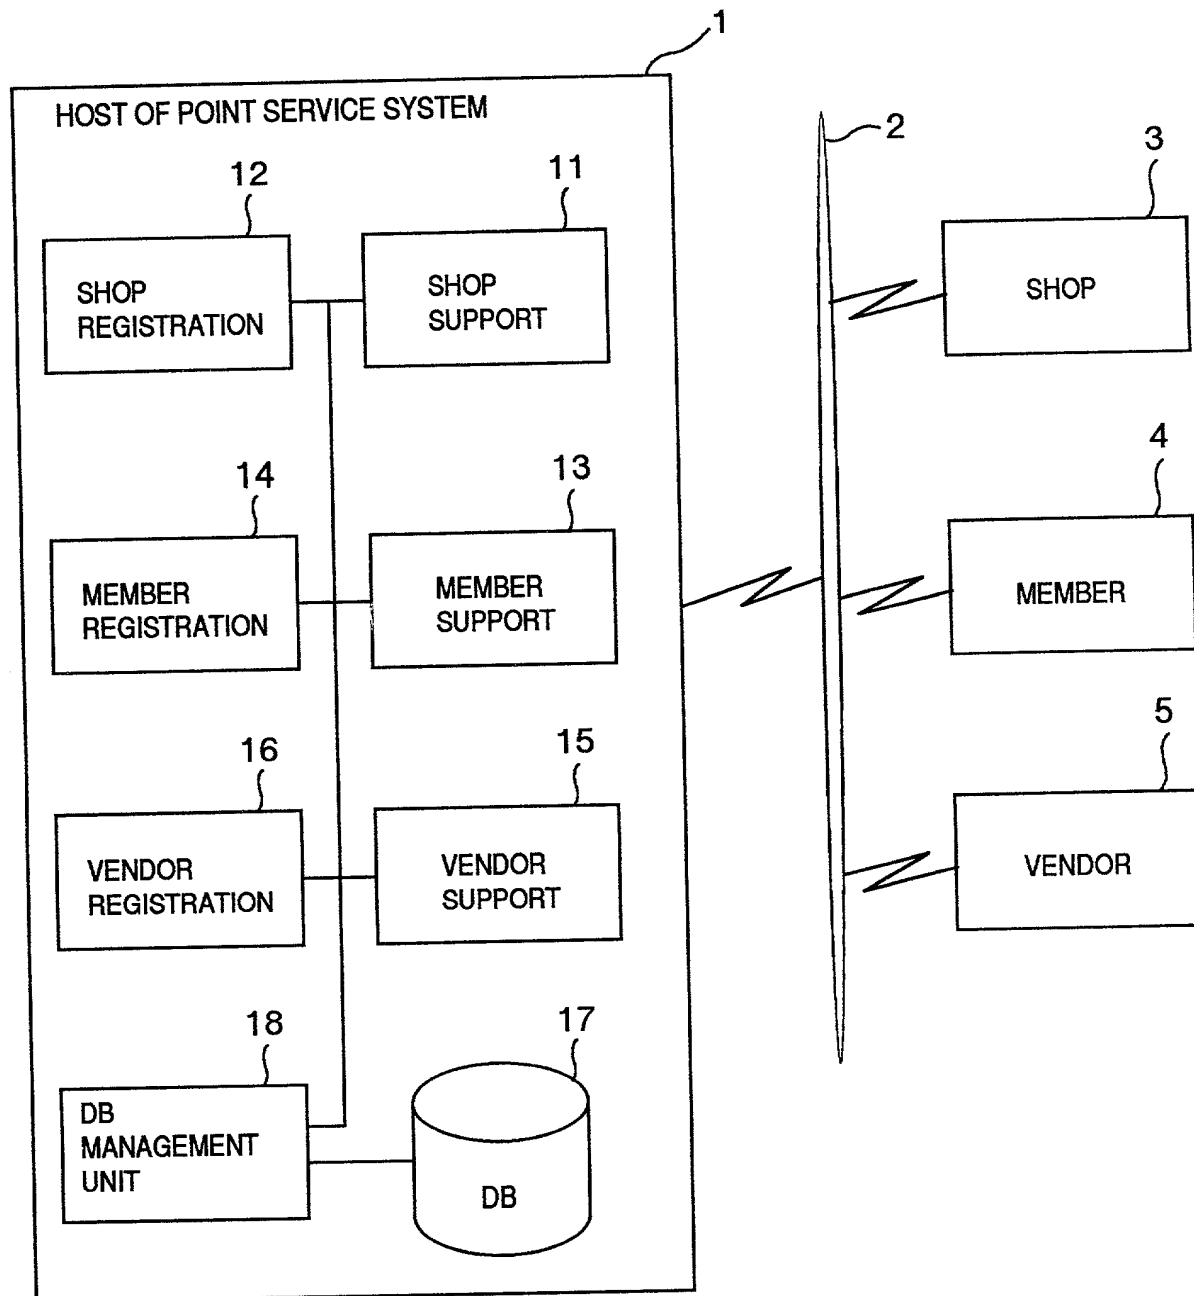 1
HOST OF POINT SERVICE SYSTEM
2
3
12
11
SHOP
REGISTRATION
SHOP
SUPPORT
SHOP
4
14
13
MEMBER
REGISTRATION
MEMBER
SUPPORT
MEMBER
5
16
15
VENDOR
REGISTRATION
VENDOR
SUPPORT
VENDOR
18
17
DB
MANAGEMENT
UNIT
DB